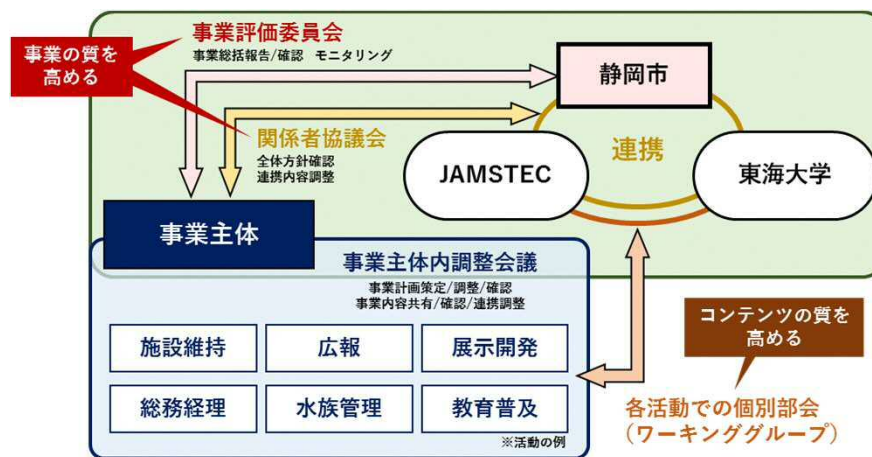 事業評価委員会
事業総括報告/確認　モニタリング
事業の質を
高める
静岡市
関係者協議会
全体方針確認
連携内容調整
連携
JAMSTEC
東海大学
事業主体
事業主体内調整会議
事業計画策定/調整/確認
事業内容共有/確認/連携調整
コンテンツの質を
高める
施設維持
広報
展示開発
総務経理
水族管理
教育普及
各活動での個別部会
（ワーキンググループ）
※活動の例